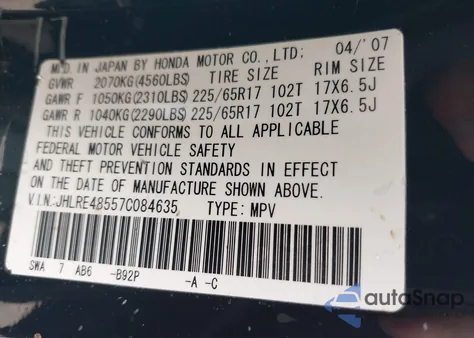 MFD. IN JAPAN BY HONDA MOTOR CO.,LTD; 04/'07
GVWR 2070KG(4560LBS) TIRE SIZE RIM SIZE
GAWR F 1050KG(2310LBS) 225/65R17 102T 17X6.5J
GAWR R 1040KG(2290LBS) 225/65R17 102T 17X6.5J
THIS VEHICLE CONFORMS TO ALL APPLICABLE
FEDERAL MOTOR VEHICLE SAFETY
AND THEFT PREVENTION STANDARDS IN EFFECT
ON THE DATE OF MANUFACTURE SHOWN ABOVE.
V.I.N:JHLRE48557C084635 TYPE: MPV
SWA 7 AB6 -B92P -A -C
autoSnap